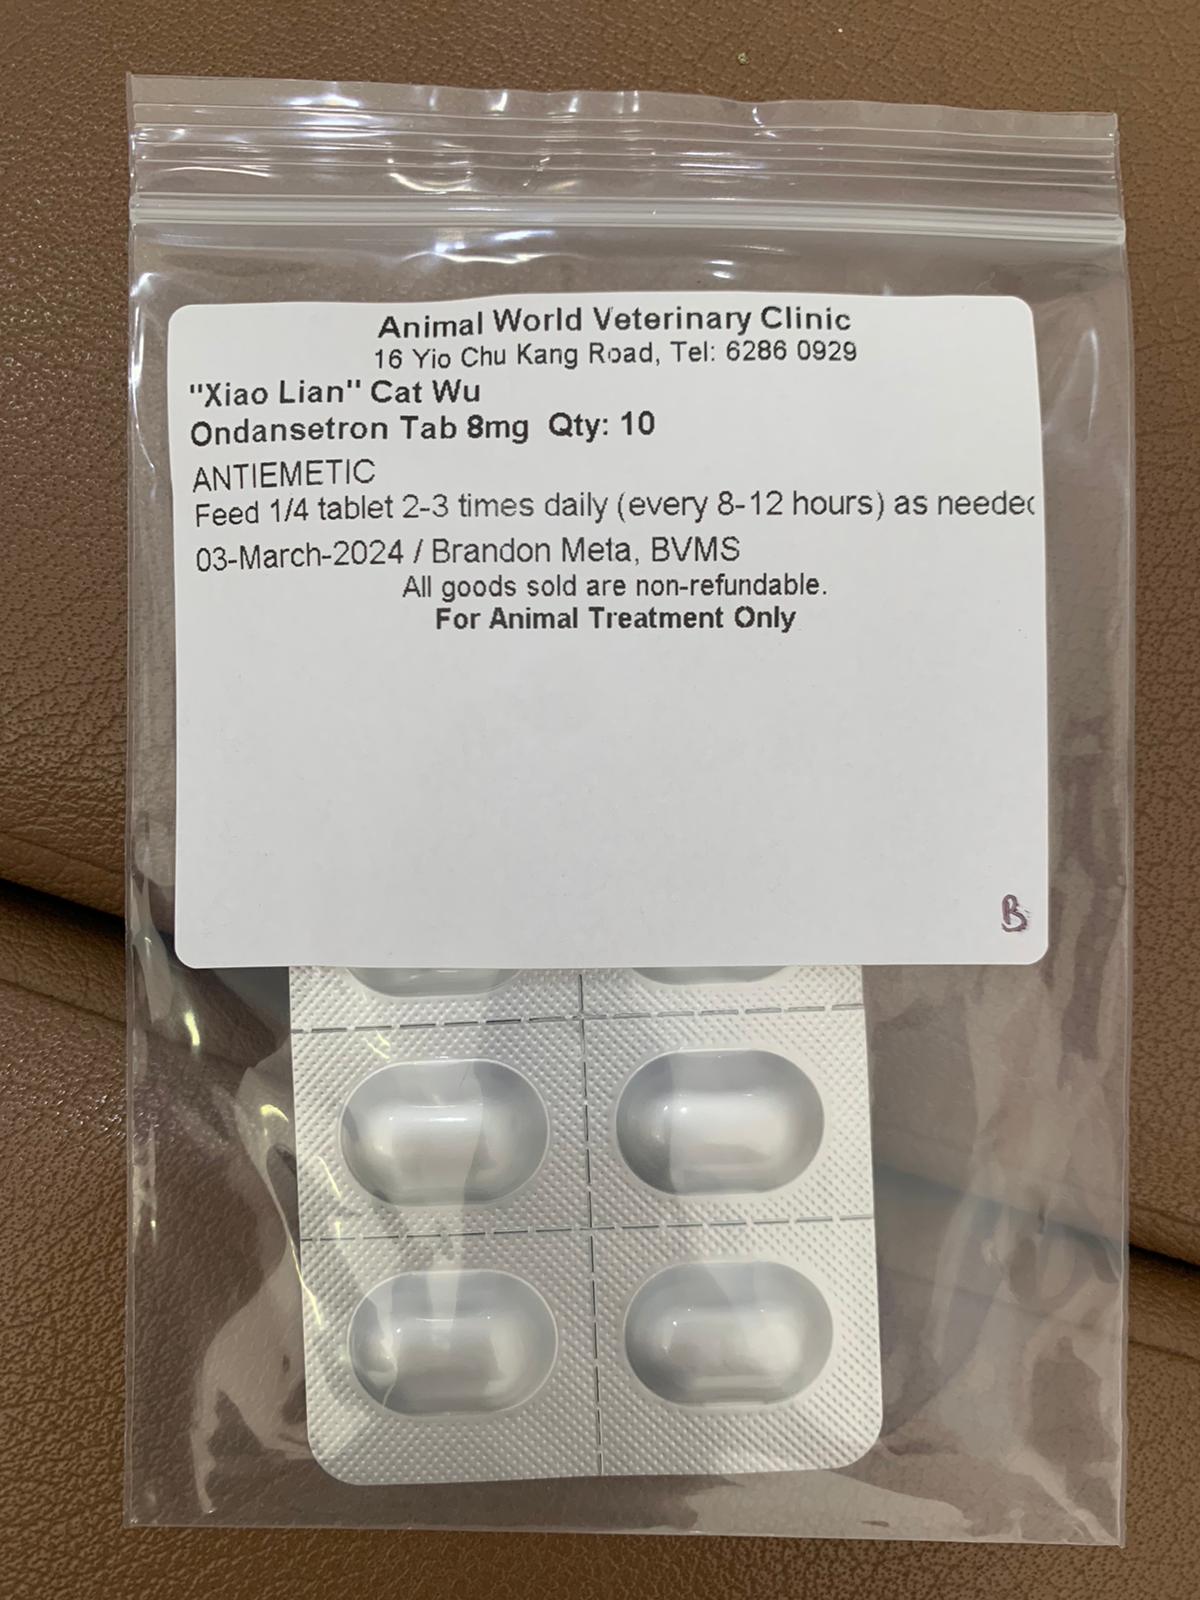 Animal World Veterinary Clinic
16 Yio Chu Kang Road, Tel: 6286 0929
"Xiao Lian" Cat Wu
Ondansetron Tab 8mg Qty: 10
ANTIEMETIC
Feed 1/4 tablet 2-3 times daily (every 8-12 hours) as needed
03-March-2024 / Brandon Meta, BVMS
All goods sold are non-refundable.
For Animal Treatment Only
B